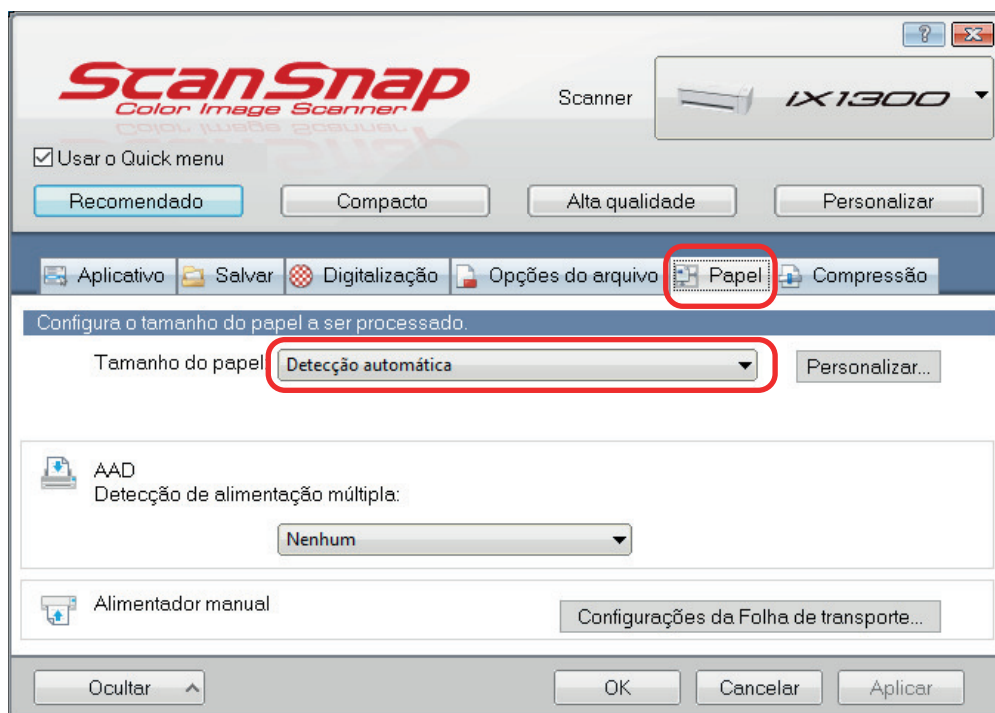 ScanSnap
Color Image Scanner
Scanner
iX1300
Usar o Quick menu
Recomendado
Compacto
Alta qualidade
Personalizar
Aplicativo
Salvar
Digitalização
Opções do arquivo
Papel
Compressão
Configura o tamanho do papel a ser processado.
Tamanho do papel:
Detecção automática
Personalizar...
AAD
Detecção de alimentação múltipla:
Nenhum
Alimentador manual
Configurações da Folha de transporte...
Ocultar
OK
Cancelar
Aplicar